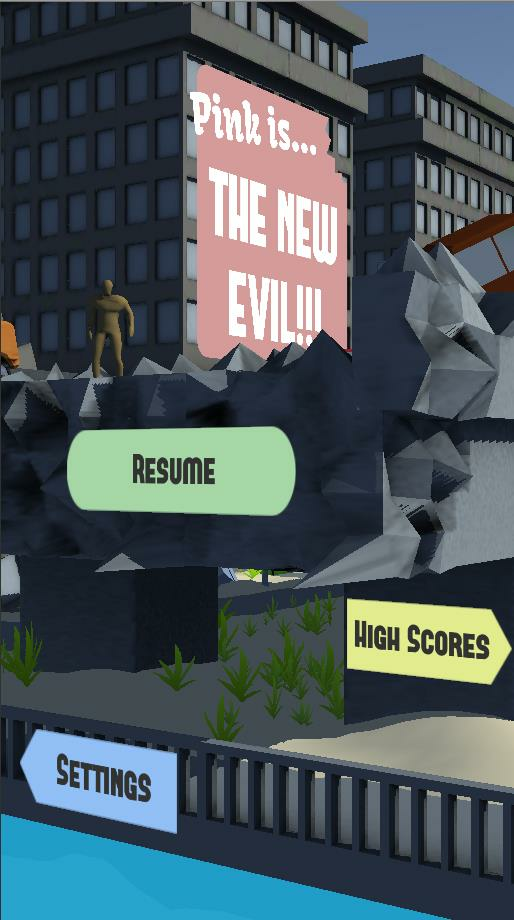 Pink is...
THE NEW
EVIL!!!
RESUME
HIGH SCORES
SETTINGS